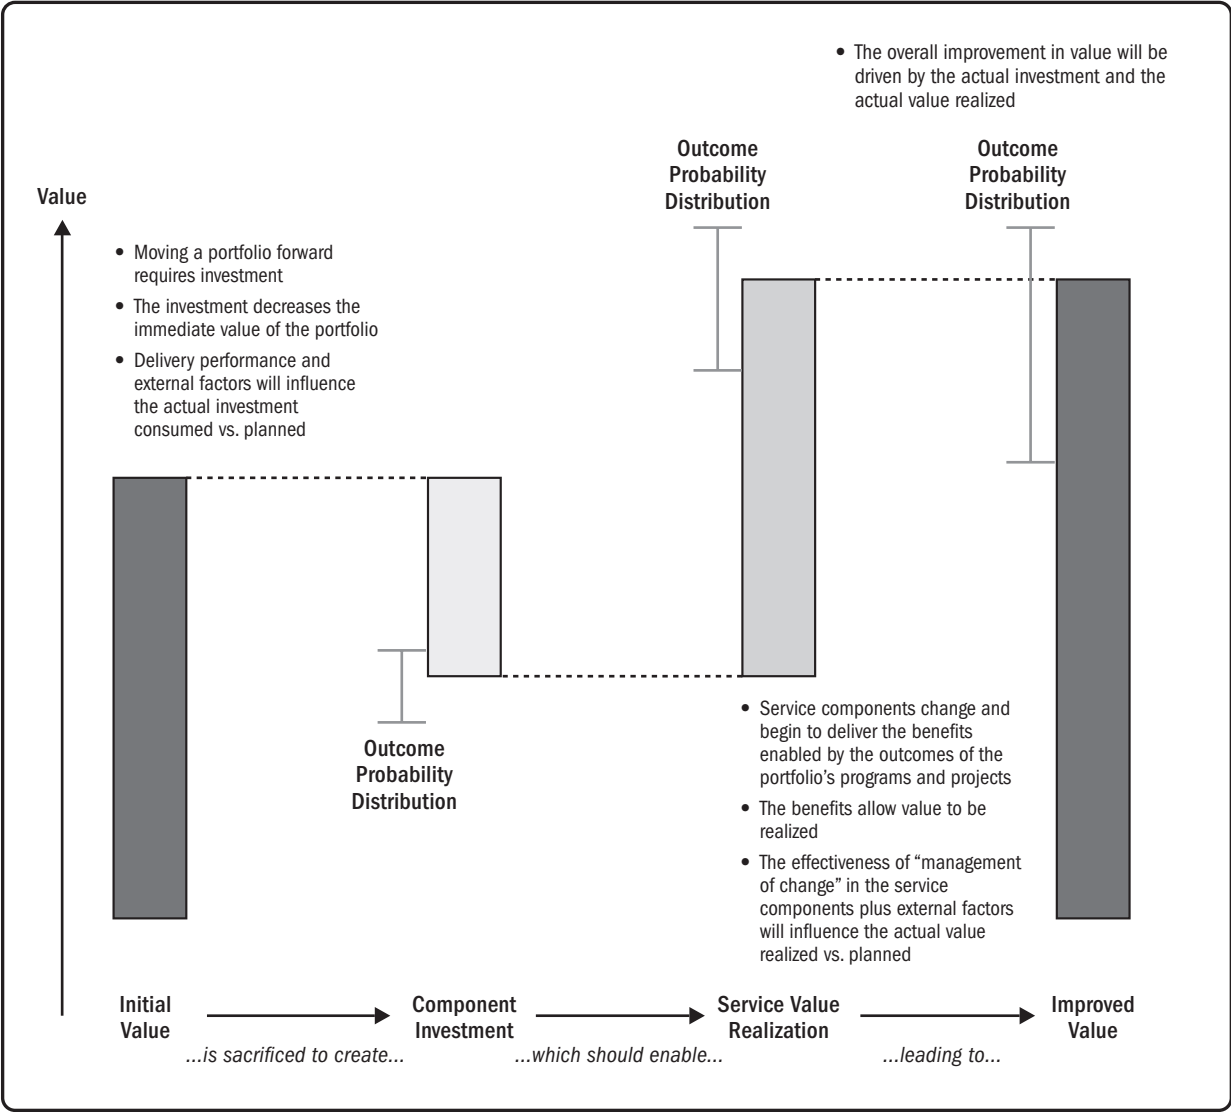 • The overall improvement in value will be
driven by the actual investment and the
actual value realized
Outcome
Probability
Distribution
Outcome
Probability
Distribution
Value
• Moving a portfolio forward
requires investment
• The investment decreases the
immediate value of the portfolio
• Delivery performance and
external factors will influence
the actual investment
consumed vs. planned
Outcome
Probability
Distribution
• Service components change and
begin to deliver the benefits
enabled by the outcomes of the
portfolio’s programs and projects
• The benefits allow value to be
realized
• The effectiveness of “management
of change” in the service
components plus external factors
will influence the actual value
realized vs. planned
Initial
Value
...is sacrificed to create...
Component
Investment
...which should enable...
Service Value
Realization
...leading to...
Improved
Value